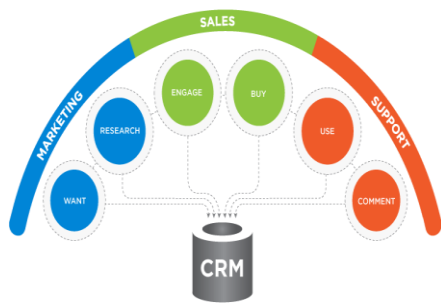 SALES
MARKETING
SUPPORT
ENGAGE
BUY
RESEARCH
USE
WANT
COMMENT
CRM